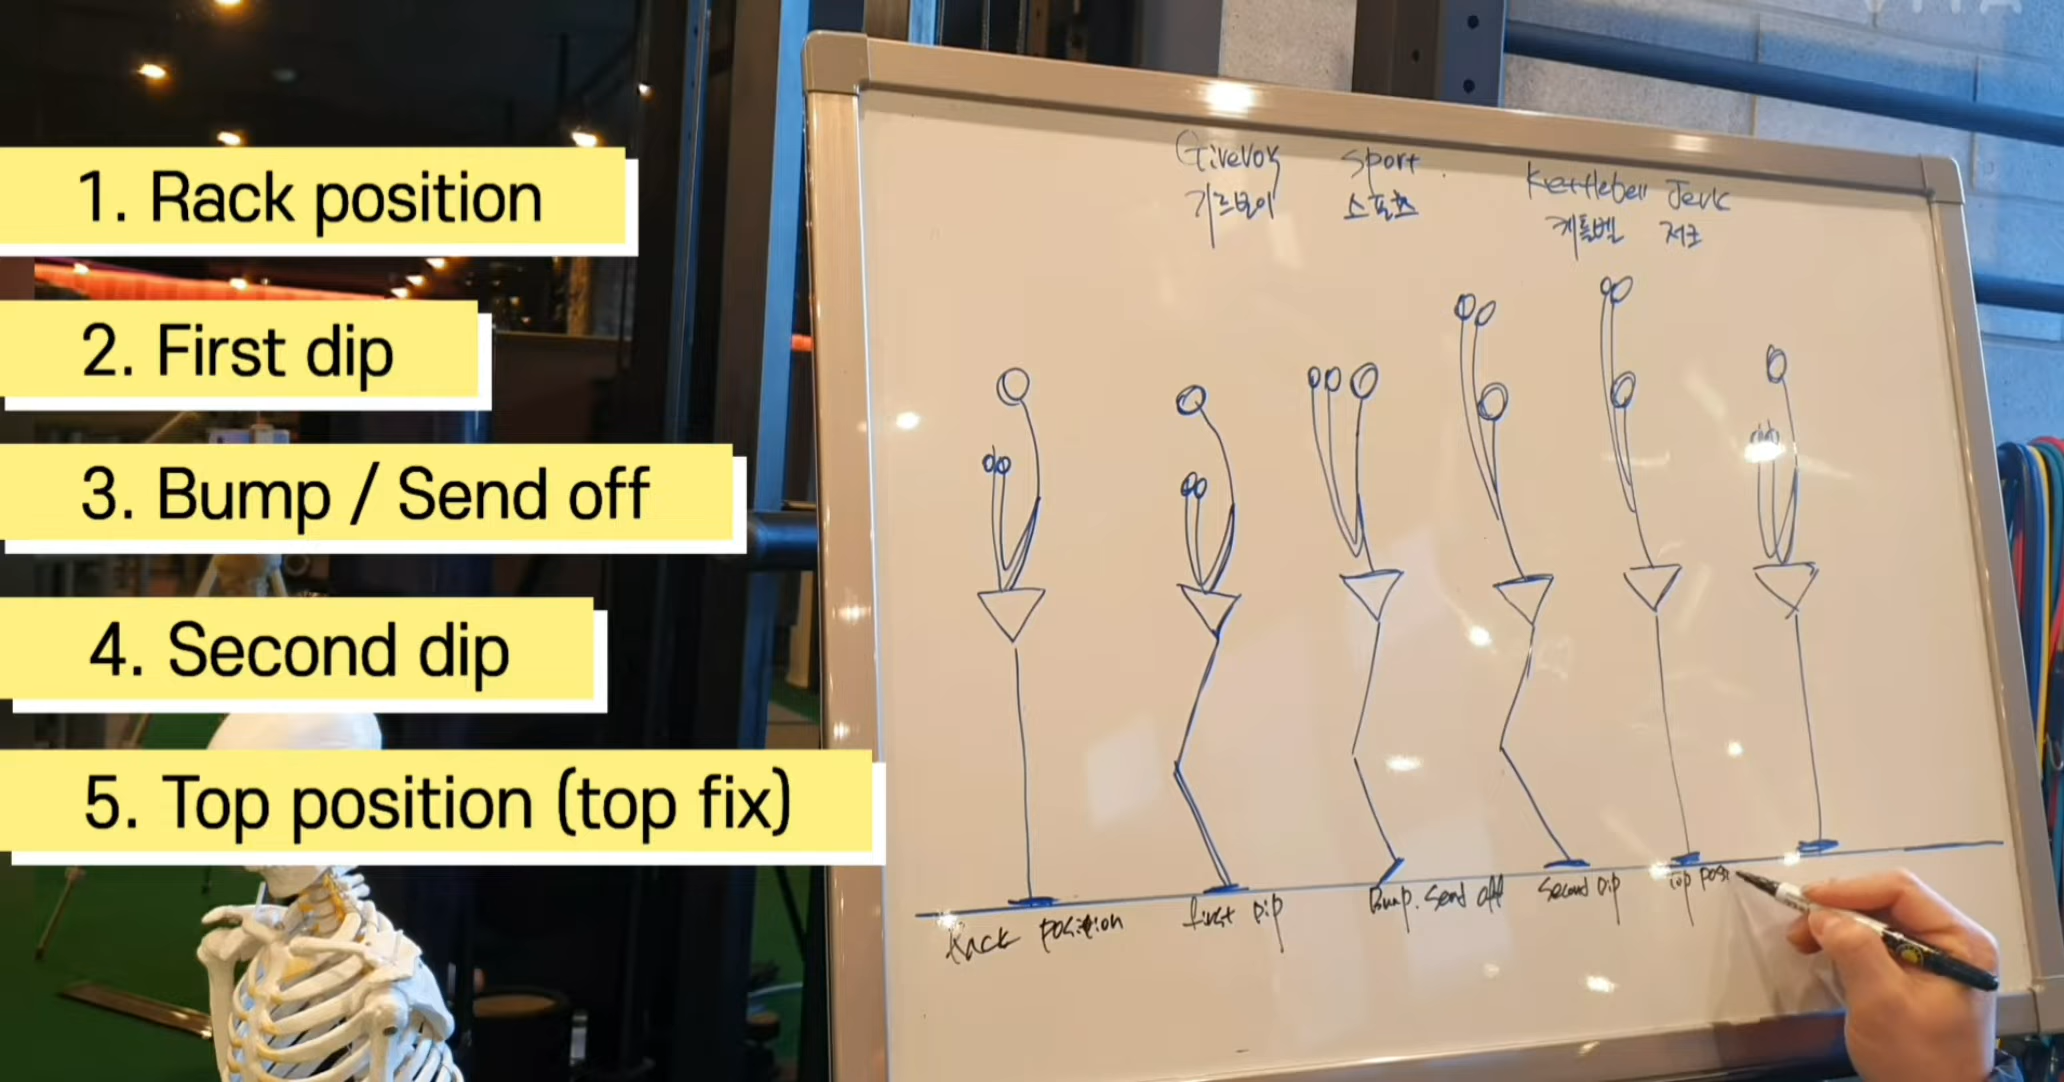 VITA
1. Rack position
2. First dip
3. Bump / Send off
4. Second dip
5. Top position (top fix)
Girevoy Sport Kettlebell Jerk
기르보이 스포츠 케틀벨 저크
Rack position
first Dip
Bump. Send off
Second Dip
Top posi